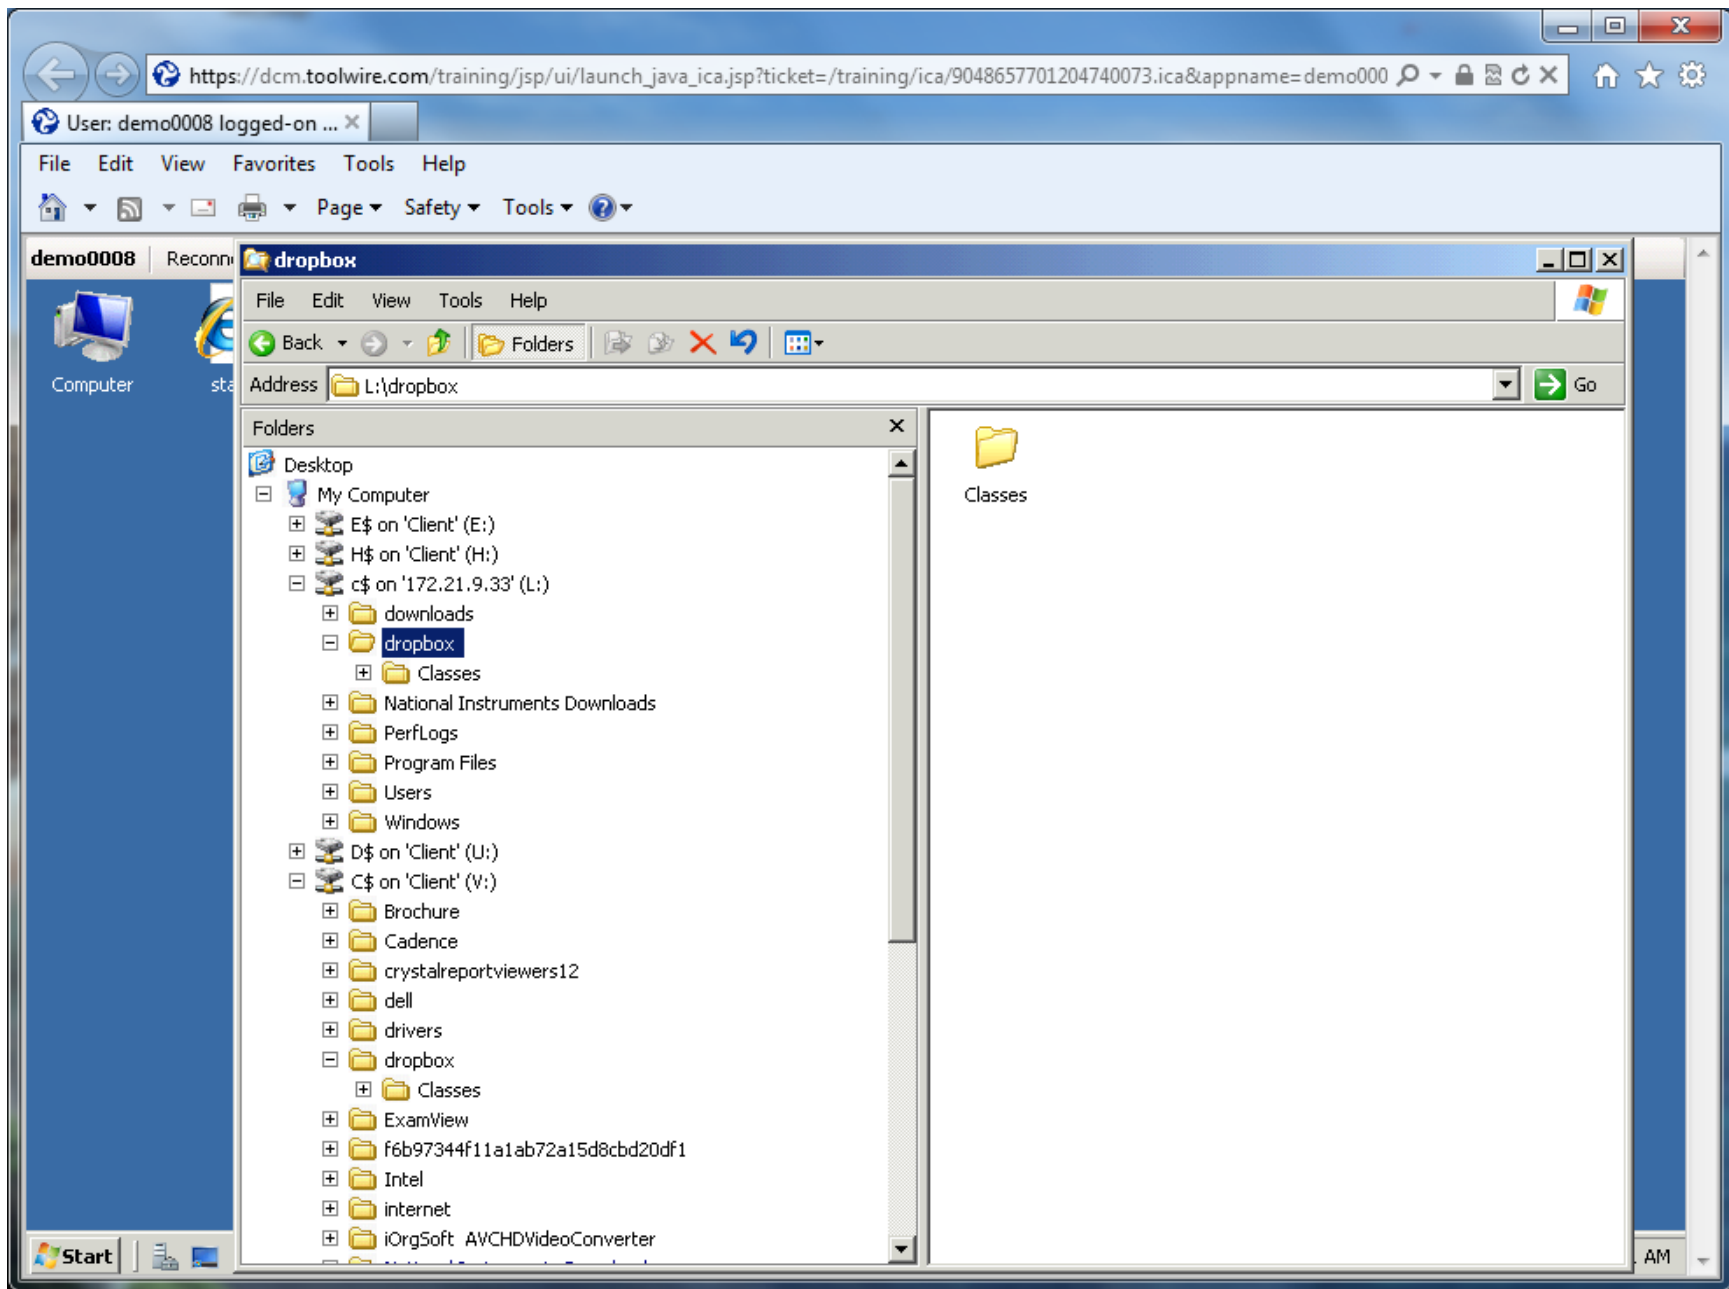 https://dcm.toolwire.com/training/jsp/ui/launch_java_ica.jsp?ticket=/training/ica/9048657701204740073.ica&appname=demo000
User: demo0008 logged-on ...
File Edit View Favorites Tools Help
Page Safety Tools
demo0008 Reconn
dropbox
File Edit View Tools Help
Back Folders
Address L:\dropbox Go
Computer
sta
Folders
Desktop
My Computer
E$ on 'Client' (E:)
H$ on 'Client' (H:)
c$ on '172.21.9.33' (L:)
downloads
dropbox
Classes
National Instruments Downloads
PerfLogs
Program Files
Users
Windows
D$ on 'Client' (U:)
C$ on 'Client' (V:)
Brochure
Cadence
crystalreportviewers12
dell
drivers
dropbox
Classes
ExamView
f6b97344f11a1ab72a15d8cbd20df1
Intel
internet
iOrgSoft AVCHDVideoConverter
Classes
Start
AM